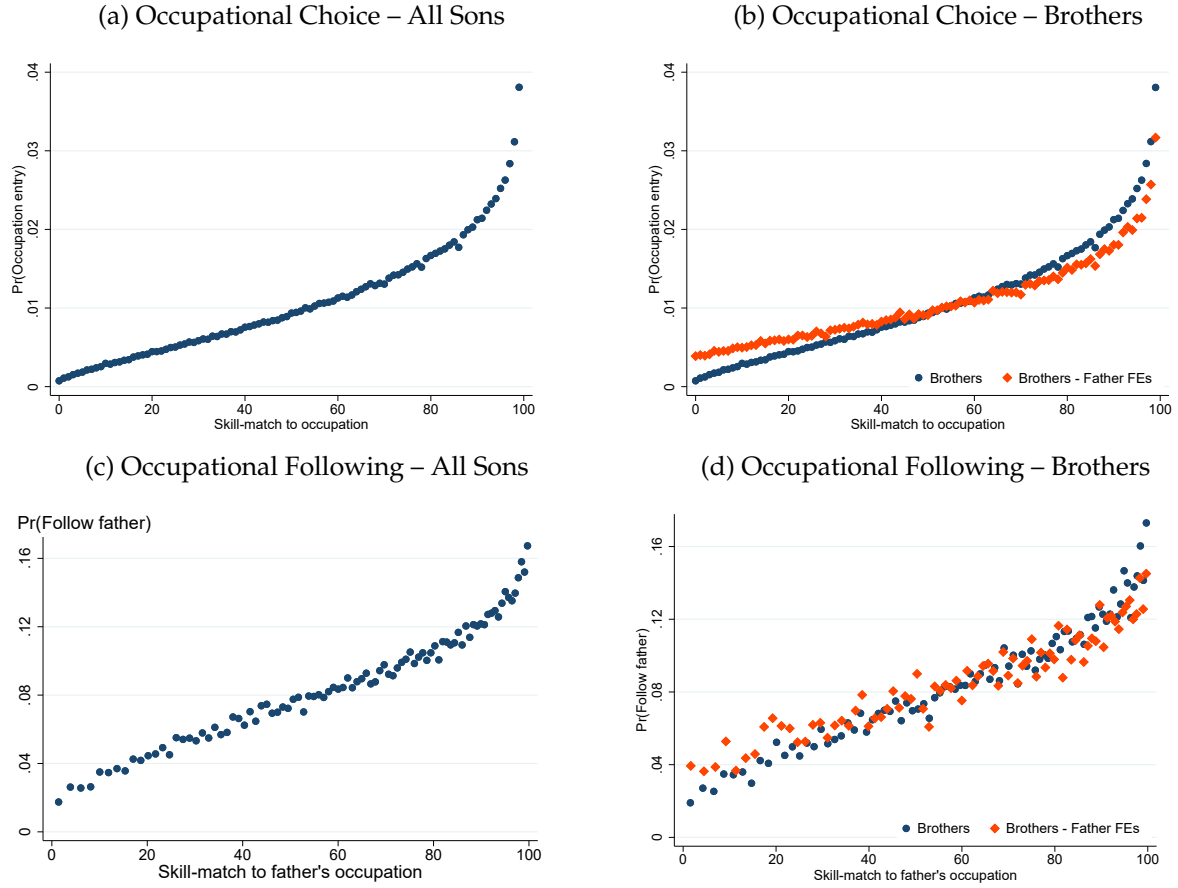 (a) Occupational Choice – All Sons
Pr(Occupation entry)
.04
.03
.02
.01
0
0 20 40 60 80 100
Skill-match to occupation
(b) Occupational Choice – Brothers
Pr(Occupation entry)
.04
.03
.02
.01
0
Brothers Brothers - Father FEs
0 20 40 60 80 100
Skill-match to occupation
(c) Occupational Following – All Sons
Pr(Follow father)
.16
.12
.08
.04
0
0 20 40 60 80 100
Skill-match to father's occupation
(d) Occupational Following – Brothers
Pr(Follow father)
.16
.12
.08
.04
0
Brothers Brothers - Father FEs
0 20 40 60 80 100
Skill-match to father's occupation